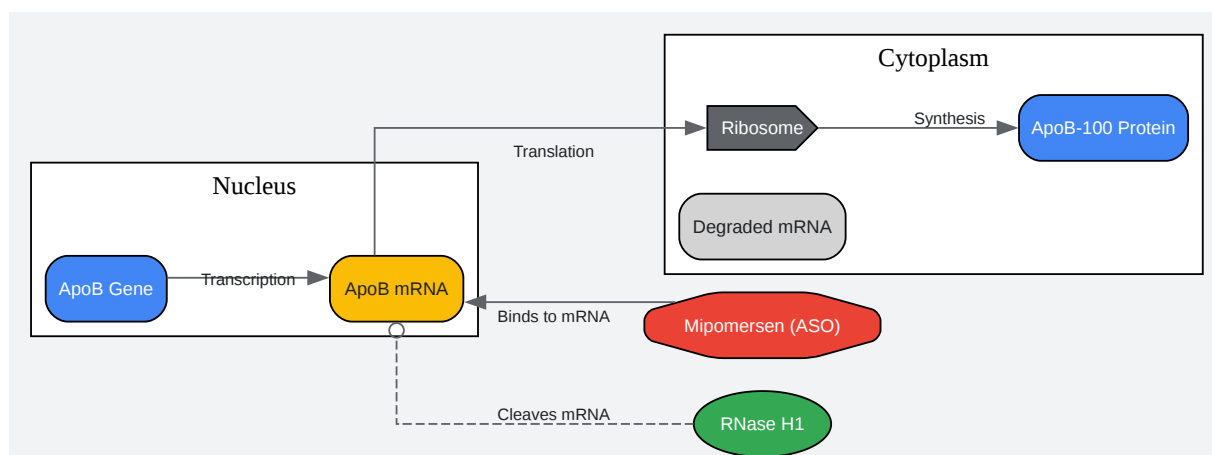 Cytoplasm
Ribosome
Synthesis
ApoB-100 Protein
Translation
Nucleus
Degraded mRNA
ApoB Gene
Transcription
ApoB mRNA
Binds to mRNA
Mipomersen (ASO)
Cleaves mRNA
RNase H1